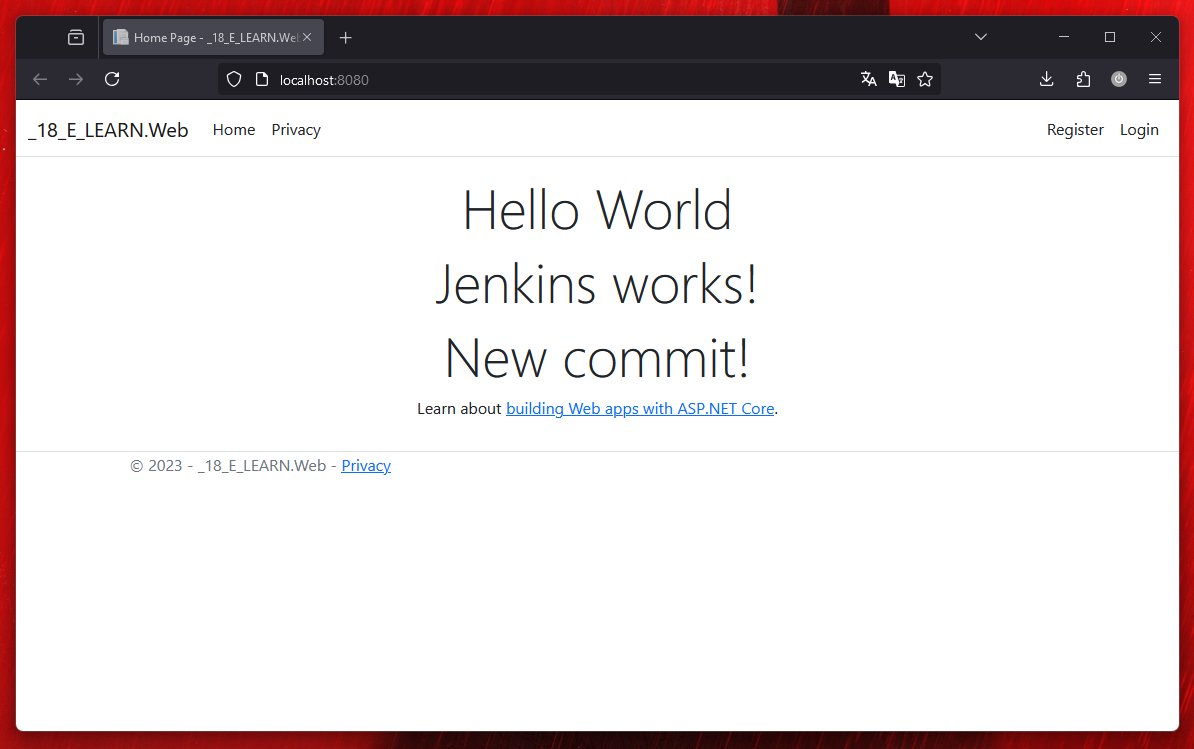 Home Page - _18_E_LEARN.We
localhost:8080
_18_E_LEARN.Web Home Privacy Register Login
Hello World
Jenkins works!
New commit!
Learn about building Web apps with ASP.NET Core.
© 2023 - _18_E_LEARN.Web - Privacy